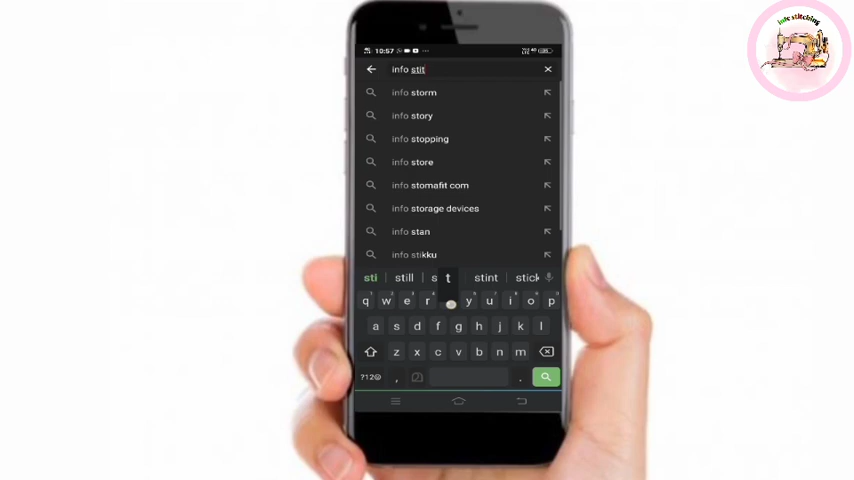 info stitching
10:57
info stit
info storm
info story
info stopping
info store
info stomafit com
info storage devices
info stan
info stikku
sti still s t stint stick
q w e r y u i o p
a s d f g h j k l
z x c v b n m
?123 , .